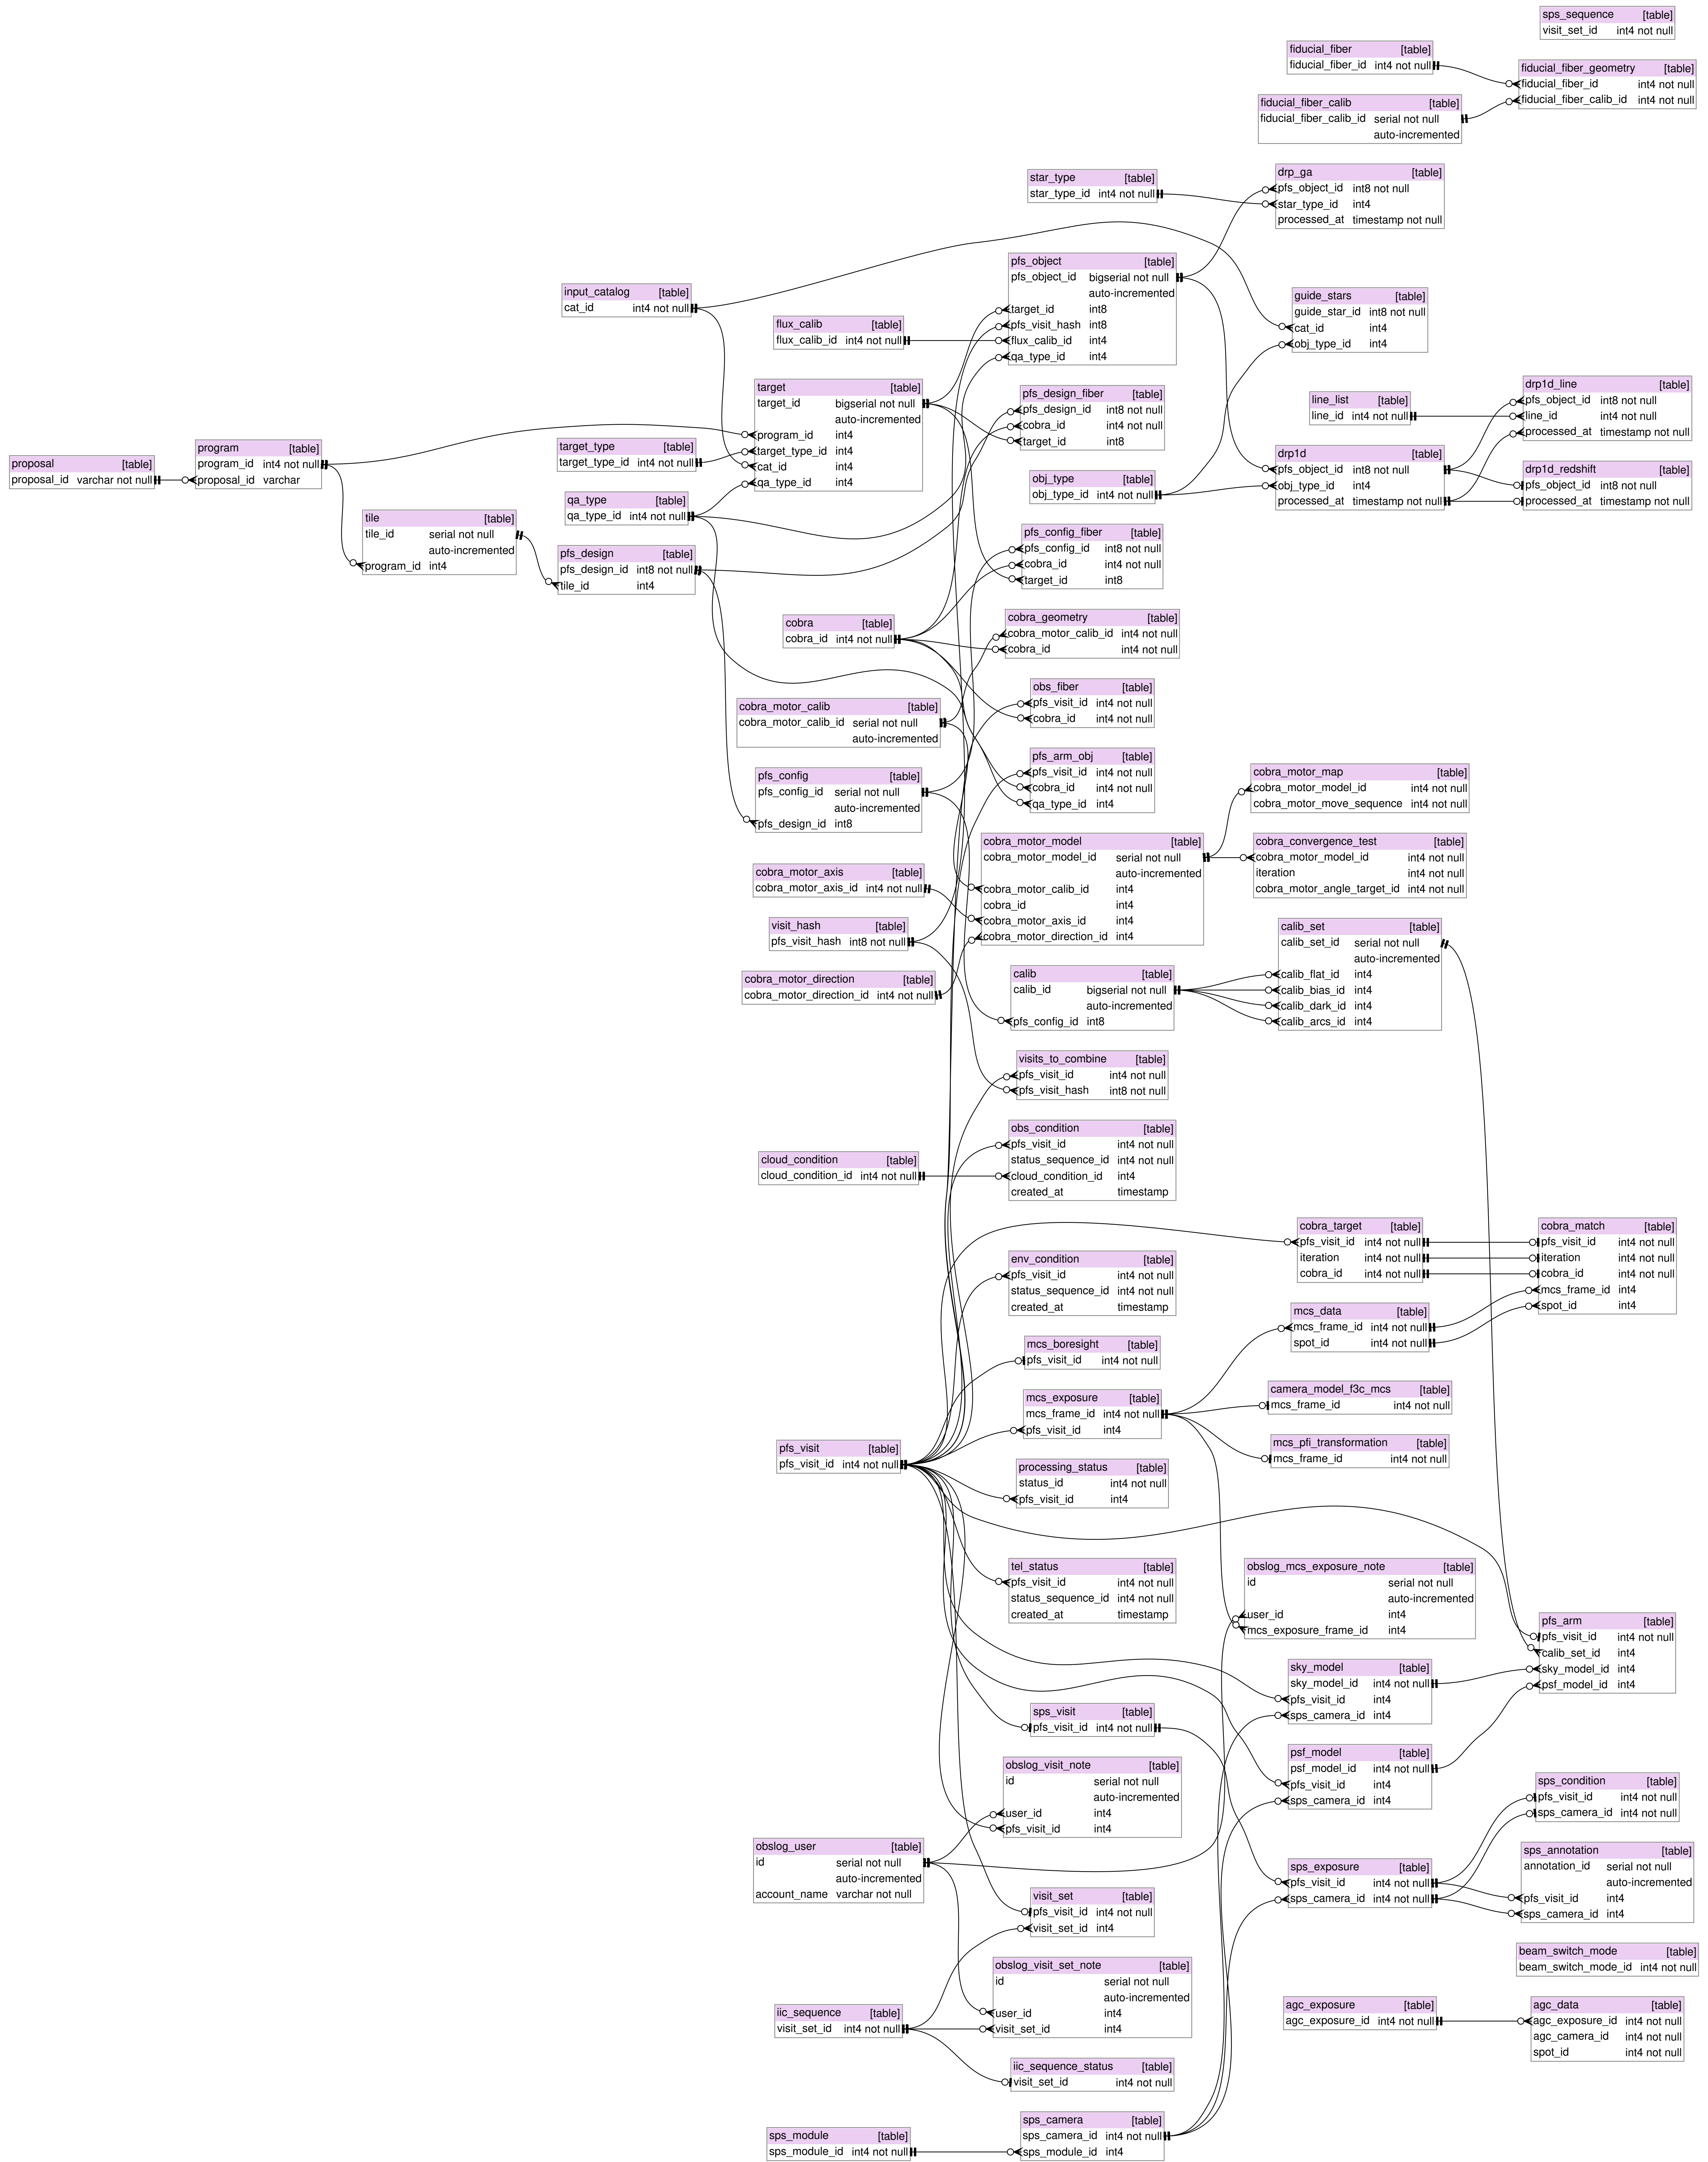 sps_sequence [table]
visit_set_id int4 not null
fiducial_fiber [table]
fiducial_fiber_id int4 not null
fiducial_fiber_geometry [table]
fiducial_fiber_id int4 not null
fiducial_fiber_calib_id int4 not null
fiducial_fiber_calib [table]
fiducial_fiber_calib_id serial not null
auto-incremented
star_type [table]
star_type_id int4 not null
drp_ga [table]
pfs_object_id int8 not null
star_type_id int4
processed_at timestamp not null
pfs_object [table]
pfs_object_id bigserial not null
auto-incremented
target_id int8
pfs_visit_hash int8
flux_calib_id int4
qa_type_id int4
input_catalog [table]
cat_id int4 not null
guide_stars [table]
guide_star_id int8 not null
cat_id int4
obj_type_id int4
flux_calib [table]
flux_calib_id int4 not null
target [table]
target_id bigserial not null
auto-incremented
program_id int4
target_type_id int4
cat_id int4
qa_type_id int4
pfs_design_fiber [table]
pfs_design_id int8 not null
cobra_id int4 not null
target_id int8
line_list [table]
line_id int4 not null
drp1d_line [table]
pfs_object_id int8 not null
line_id int4 not null
processed_at timestamp not null
proposal [table]
proposal_id varchar not null
program [table]
program_id int4 not null
proposal_id varchar
target_type [table]
target_type_id int4 not null
drp1d [table]
pfs_object_id int8 not null
obj_type_id int4
processed_at timestamp not null
drp1d_redshift [table]
pfs_object_id int8 not null
processed_at timestamp not null
obj_type [table]
obj_type_id int4 not null
qa_type [table]
qa_type_id int4 not null
tile [table]
tile_id serial not null
auto-incremented
program_id int4
pfs_design [table]
pfs_design_id int8 not null
tile_id int4
pfs_config_fiber [table]
pfs_config_id int8 not null
cobra_id int4 not null
target_id int8
cobra [table]
cobra_id int4 not null
cobra_geometry [table]
cobra_motor_calib_id int4 not null
cobra_id int4 not null
obs_fiber [table]
pfs_visit_id int4 not null
cobra_id int4 not null
cobra_motor_calib [table]
cobra_motor_calib_id serial not null
auto-incremented
pfs_arm_obj [table]
pfs_visit_id int4 not null
cobra_id int4 not null
qa_type_id int4
pfs_config [table]
pfs_config_id serial not null
auto-incremented
pfs_design_id int8
cobra_motor_map [table]
cobra_motor_model_id int4 not null
cobra_motor_move_sequence int4 not null
cobra_motor_model [table]
cobra_motor_model_id serial not null
auto-incremented
cobra_motor_calib_id int4
cobra_id int4
cobra_motor_axis_id int4
cobra_motor_direction_id int4
cobra_convergence_test [table]
cobra_motor_model_id int4 not null
iteration int4 not null
cobra_motor_angle_target_id int4 not null
cobra_motor_axis [table]
cobra_motor_axis_id int4 not null
visit_hash [table]
pfs_visit_hash int8 not null
calib_set [table]
calib_set_id serial not null
auto-incremented
calib_flat_id int4
calib_bias_id int4
calib_dark_id int4
calib_arcs_id int4
cobra_motor_direction [table]
cobra_motor_direction_id int4 not null
calib [table]
calib_id bigserial not null
auto-incremented
pfs_config_id int8
visits_to_combine [table]
pfs_visit_id int4 not null
pfs_visit_hash int8 not null
obs_condition [table]
pfs_visit_id int4 not null
status_sequence_id int4 not null
cloud_condition_id int4
created_at timestamp
cloud_condition [table]
cloud_condition_id int4 not null
cobra_target [table]
pfs_visit_id int4 not null
iteration int4 not null
cobra_id int4 not null
cobra_match [table]
pfs_visit_id int4 not null
iteration int4 not null
cobra_id int4 not null
mcs_frame_id int4
spot_id int4
env_condition [table]
pfs_visit_id int4 not null
status_sequence_id int4 not null
created_at timestamp
mcs_data [table]
mcs_frame_id int4 not null
spot_id int4 not null
mcs_boresight [table]
pfs_visit_id int4 not null
mcs_exposure [table]
mcs_frame_id int4 not null
pfs_visit_id int4
camera_model_f3c_mcs [table]
mcs_frame_id int4 not null
mcs_pfi_transformation [table]
mcs_frame_id int4 not null
pfs_visit [table]
pfs_visit_id int4 not null
processing_status [table]
status_id int4 not null
pfs_visit_id int4
tel_status [table]
pfs_visit_id int4 not null
status_sequence_id int4 not null
created_at timestamp
obslog_mcs_exposure_note [table]
id serial not null
auto-incremented
user_id int4
mcs_exposure_frame_id int4
pfs_arm [table]
pfs_visit_id int4 not null
calib_set_id int4
sky_model_id int4
psf_model_id int4
sky_model [table]
sky_model_id int4 not null
pfs_visit_id int4
sps_camera_id int4
sps_visit [table]
pfs_visit_id int4 not null
psf_model [table]
psf_model_id int4 not null
pfs_visit_id int4
sps_camera_id int4
obslog_visit_note [table]
id serial not null
auto-incremented
user_id int4
pfs_visit_id int4
sps_condition [table]
pfs_visit_id int4 not null
sps_camera_id int4 not null
obslog_user [table]
id serial not null
auto-incremented
account_name varchar not null
sps_exposure [table]
pfs_visit_id int4 not null
sps_camera_id int4 not null
sps_annotation [table]
annotation_id serial not null
auto-incremented
pfs_visit_id int4
sps_camera_id int4
visit_set [table]
pfs_visit_id int4 not null
visit_set_id int4
beam_switch_mode [table]
beam_switch_mode_id int4 not null
obslog_visit_set_note [table]
id serial not null
auto-incremented
user_id int4
visit_set_id int4
iic_sequence [table]
visit_set_id int4 not null
agc_exposure [table]
agc_exposure_id int4 not null
agc_data [table]
agc_exposure_id int4 not null
agc_camera_id int4 not null
spot_id int4 not null
iic_sequence_status [table]
visit_set_id int4 not null
sps_camera [table]
sps_camera_id int4 not null
sps_module_id int4
sps_module [table]
sps_module_id int4 not null